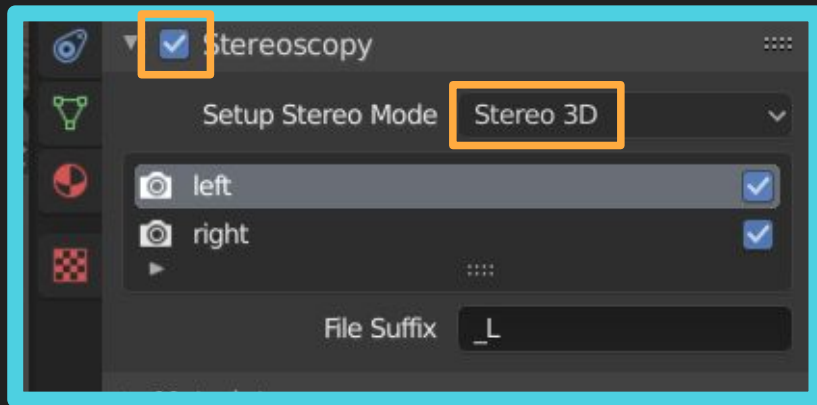 Stereoscopy
Setup Stereo Mode Stereo 3D
left
right
File Suffix _L